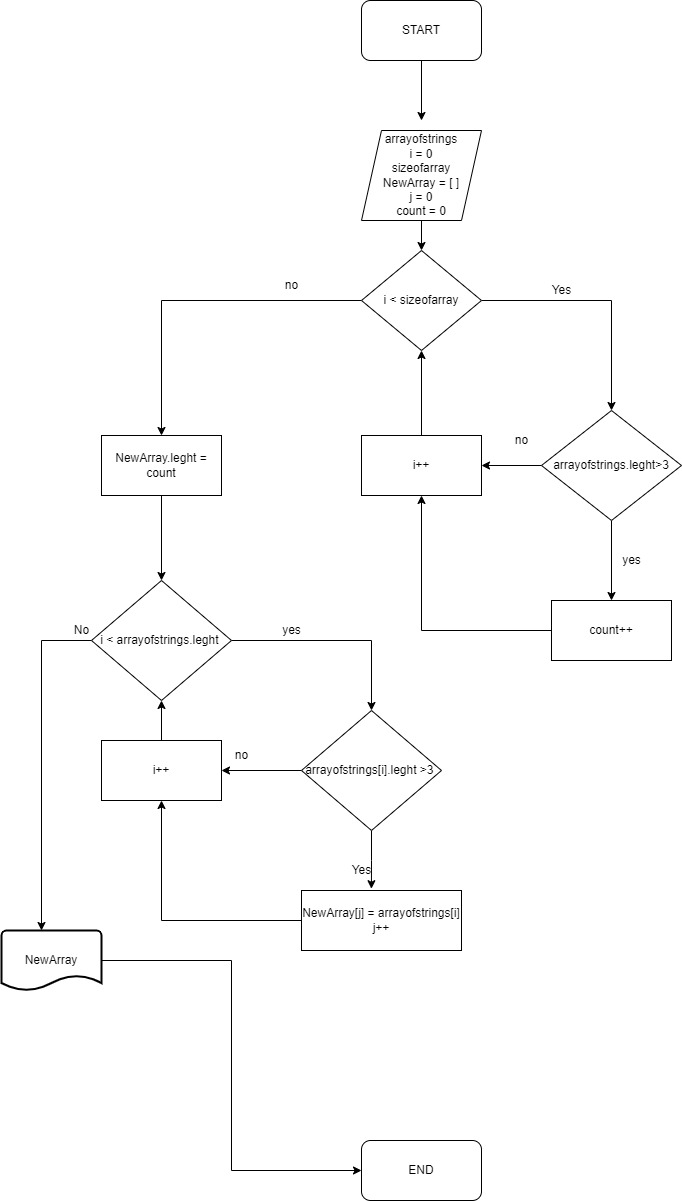 START
arrayofstrings
i = 0
sizeofarray
NewArray = [ ]
j = 0
count = 0
no
i < sizeofarray
Yes
NewArray.leght =
count
i++
no
arrayofstrings.leght>3
yes
count++
No
i < arrayofstrings.leght
yes
i++
no
arrayofstrings[i].leght >3
Yes
NewArray[j] = arrayofstrings[i]
j++
NewArray
END